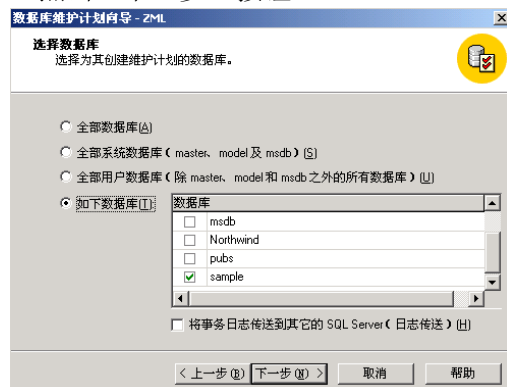 数据库维护计划向导 - ZML
选择数据库
选择为其创建维护计划的数据库。
全部数据库(A)
全部系统数据库( master、model 及 msdb ) (S)
全部用户数据库( 除 master、model 和 msdb 之外的所有数据库 ) (U)
如下数据库(T):
数据库
msdb
Northwind
pubs
sample
将事务日志传送到其它的 SQL Server( 日志传送 ) (H)
< 上一步(B)
下一步(N) >
取消
帮助